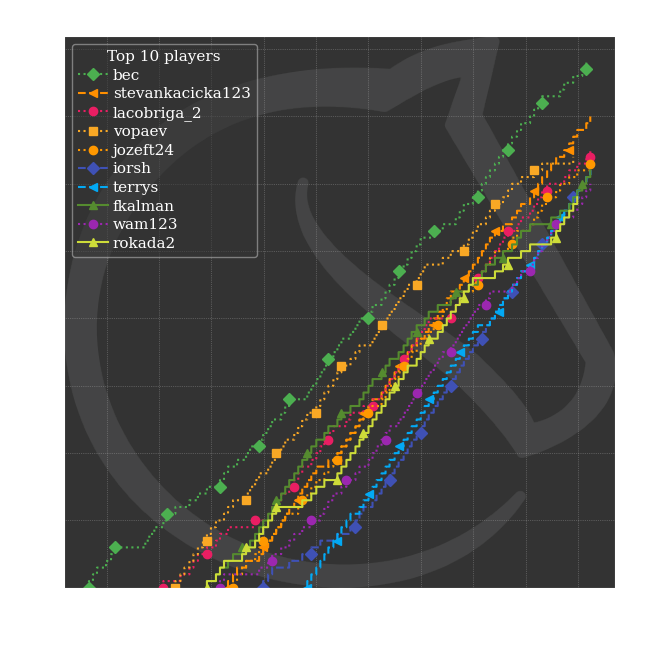 Top 10 players
bec
stevankacicka123
lacobriga_2
vopaev
jozeft24
iorsh
terrys
fkalman
wam123
rokada2